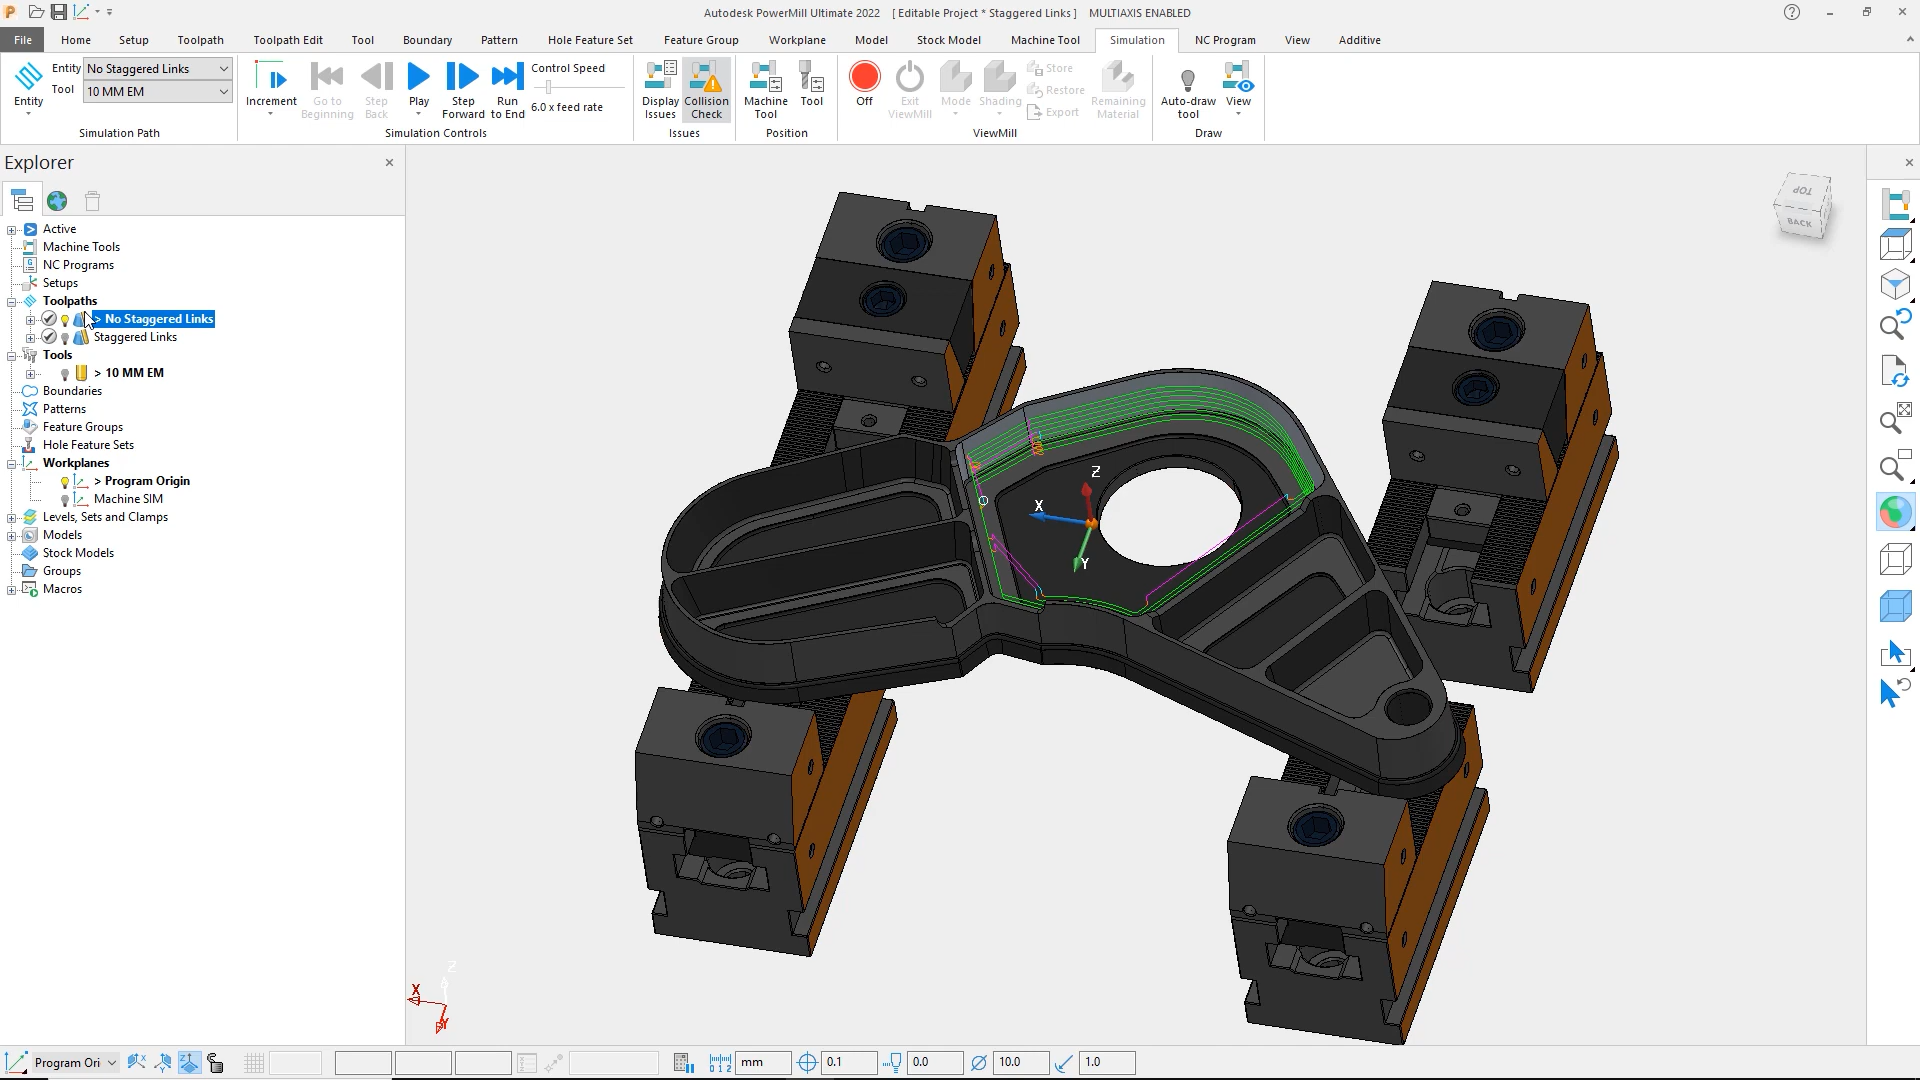 Autodesk PowerMill Ultimate 2022 [ Editable Project * Staggered Links ] MULTIAXIS ENABLED
File Home Setup Toolpath Toolpath Edit Tool Boundary Pattern Hole Feature Set Feature Group Workplane Model Stock Model Machine Tool Simulation NC Program View Additive
Entity
Entity No Staggered Links
Tool 10 MM EM
Simulation Path
Increment
Go to Beginning
Step Back
Play
Step Forward
Run to End
Control Speed
6.0 x feed rate
Simulation Controls
Display Issues
Collision Check
Issues
Machine Tool
Tool
Position
Off
Exit ViewMill
Mode
Shading
Store
Restore
Export
Remaining Material
ViewMill
Auto-draw tool
View
Draw
Explorer
Active
Machine Tools
NC Programs
Setups
Toolpaths
> No Staggered Links
Staggered Links
Tools
> 10 MM EM
Boundaries
Patterns
Feature Groups
Hole Feature Sets
Workplanes
> Program Origin
Machine SIM
Levels, Sets and Clamps
Models
Stock Models
Groups
Macros
TOP
BACK
Z
X
Y
Z
X
Y
Program Ori
mm
0.1
0.0
10.0
1.0